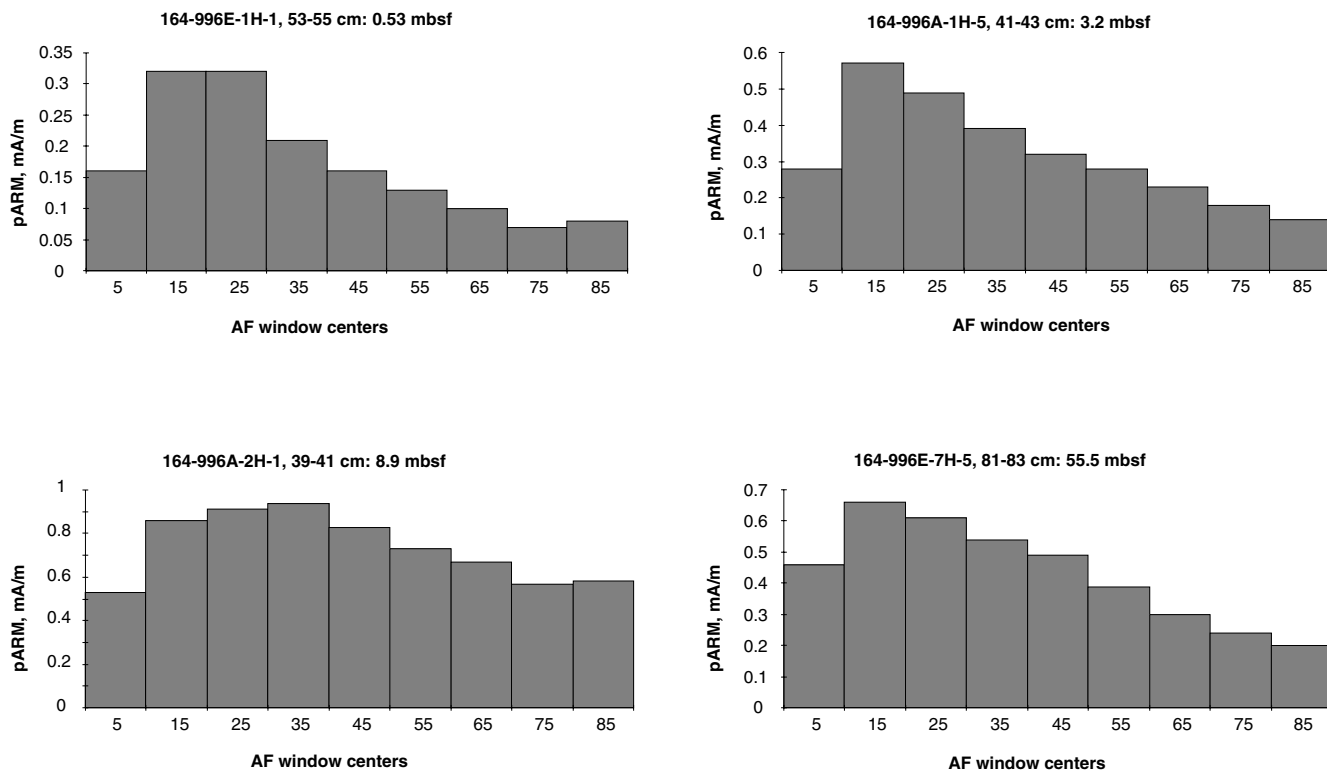 164-996E-1H-1, 53-55 cm: 0.53 mbsf
0.35
0.3
0.25
0.2
0.15
0.1
0.05
0
pARM, mA/m
5 15 25 35 45 55 65 75 85
AF window centers
164-996A-1H-5, 41-43 cm: 3.2 mbsf
0.6
0.5
0.4
0.3
0.2
0.1
0
pARM, mA/m
5 15 25 35 45 55 65 75 85
AF window centers
164-996A-2H-1, 39-41 cm: 8.9 mbsf
1
0.8
0.6
0.4
0.2
0
pARM, mA/m
5 15 25 35 45 55 65 75 85
AF window centers
164-996E-7H-5, 81-83 cm: 55.5 mbsf
0.7
0.6
0.5
0.4
0.3
0.2
0.1
0
pARM, mA/m
5 15 25 35 45 55 65 75 85
AF window centers